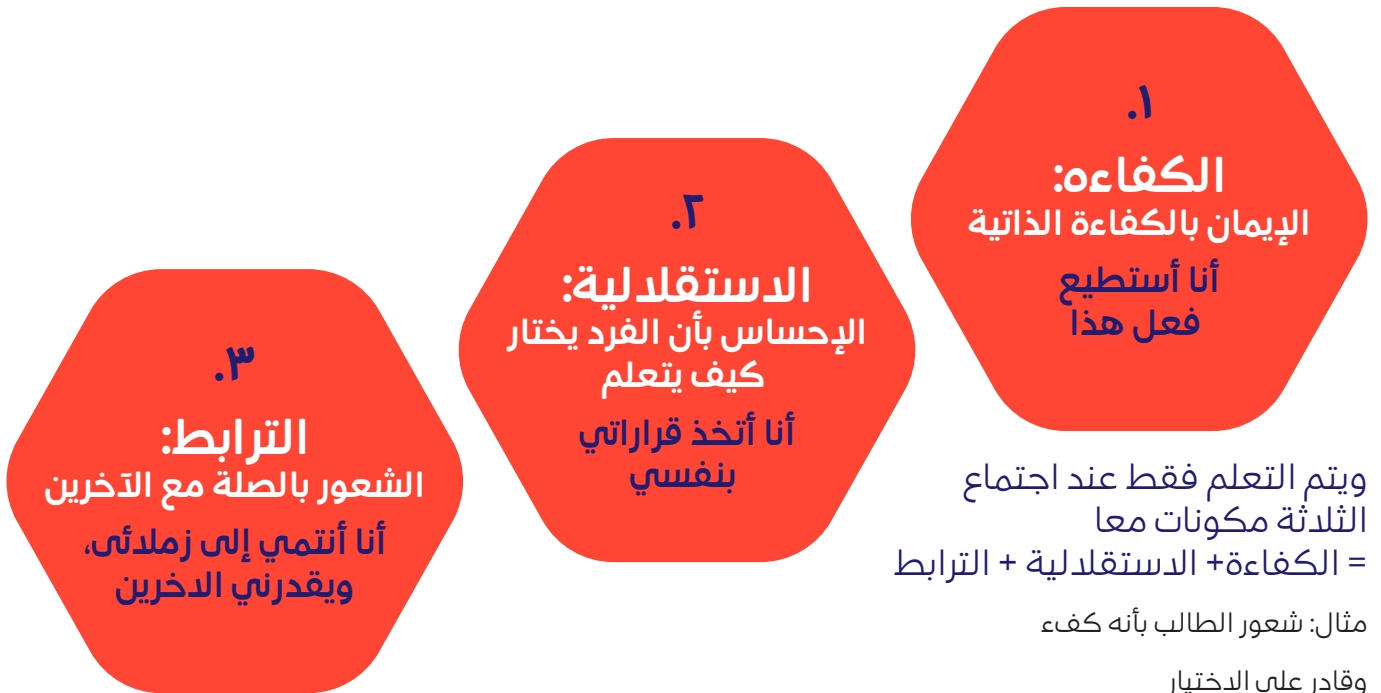 ١.
الكفاءه:
الإيمان بالكفاءة الذاتية
أنا أستطيع
فعل هذا
٢.
الاستقلالية:
الإحساس بأن الفرد يختار
كيف يتعلم
أنا أتخذ قراراتي
بنفسي
٣.
الترابط:
الشعور بالصلة مع الآخرين
أنا أنتمي إلى زملائى،
ويقدرني الاخرين
ويتم التعلم فقط عند اجتماع
الثلاثة مكونات معا
= الكفاءة+ الاستقلالية + الترابط
مثال: شعور الطالب بأنه كفء
وقادر على الاختيار